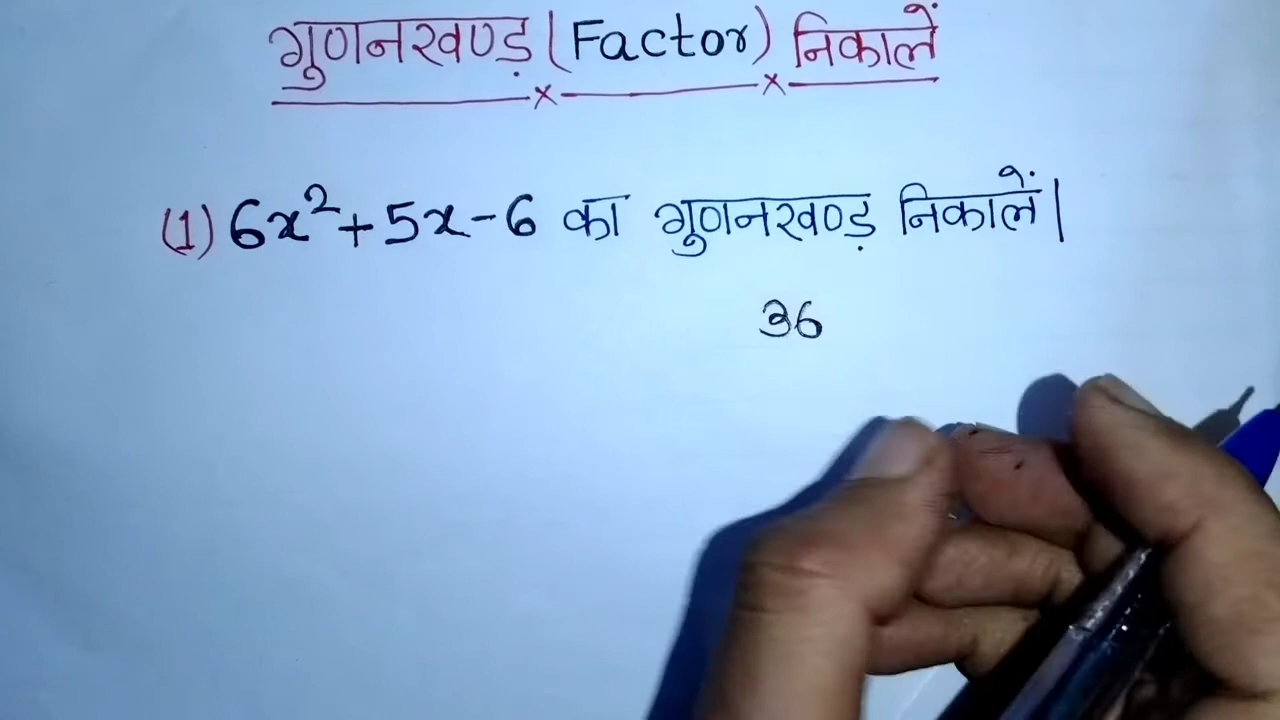 गुणनखण्ड़ (Factor) निकालें
(1) 6x²+5x-6 का गुणनखण्ड़ निकालें|
36